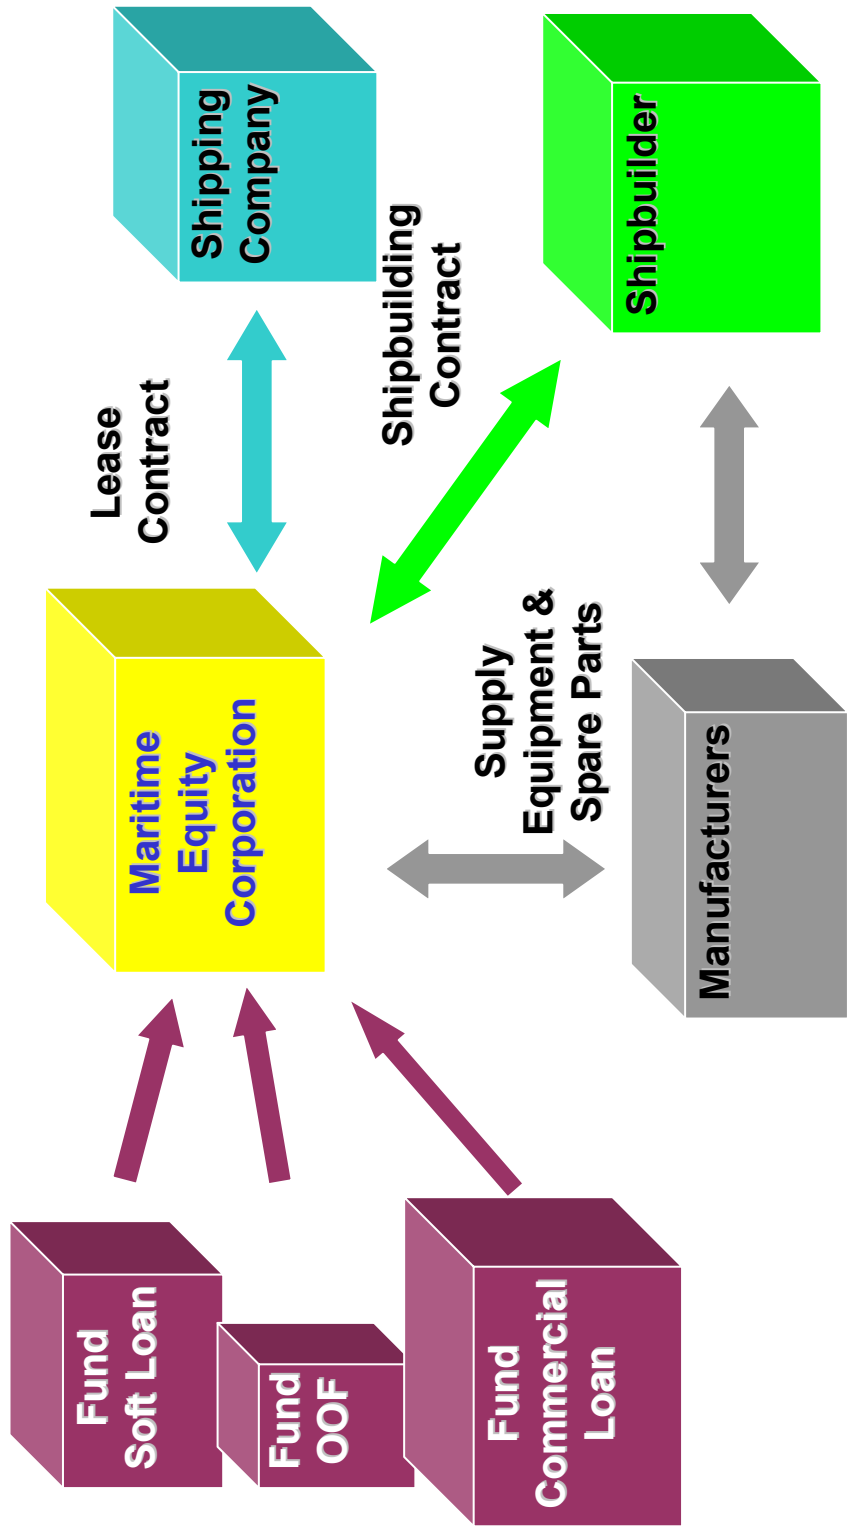 Fund
Soft Loan
Fund
OOF
Fund
Commercial
Loan
Maritime
Equity
Corporation
Lease
Contract
Shipping
Company
Shipbuilding
Contract
Supply
Equipment &
Spare Parts
Manufacturers
Shipbuilder